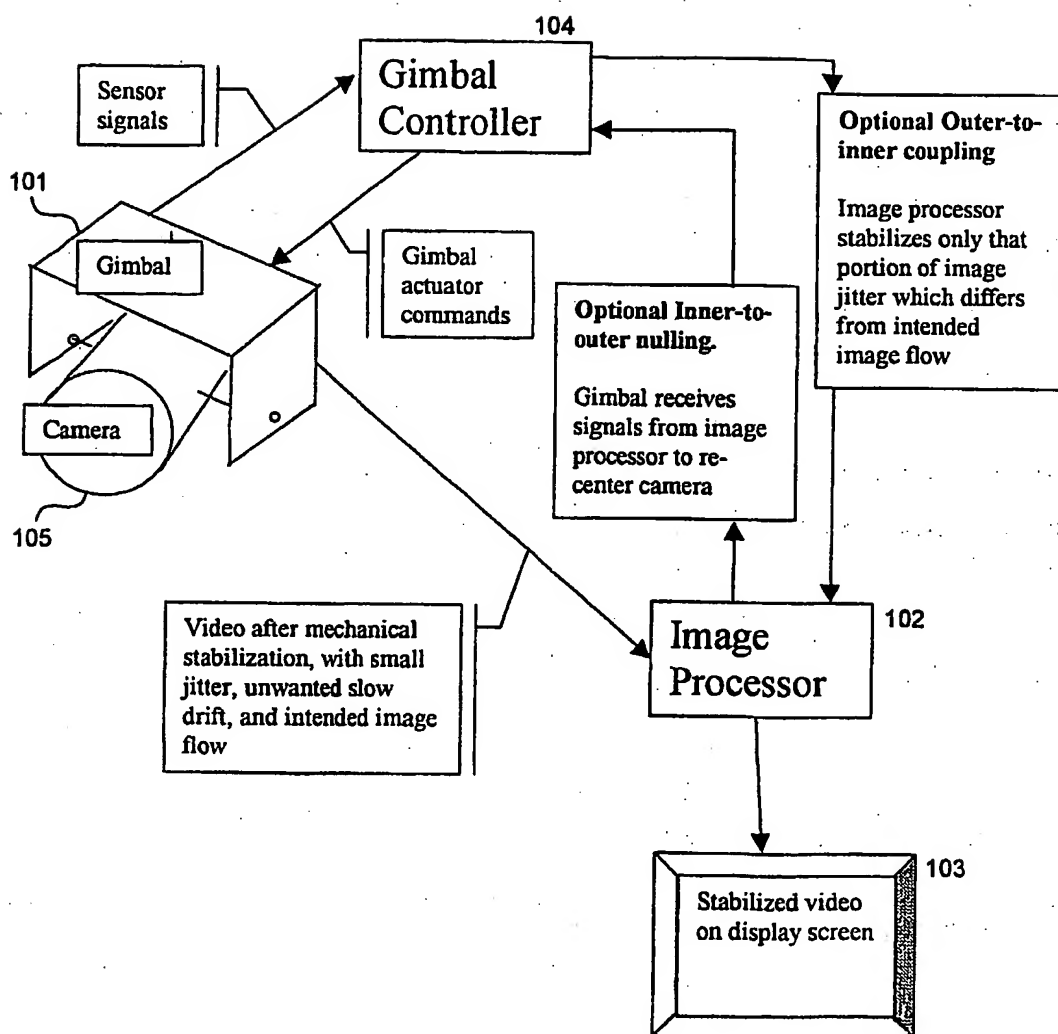 104
Gimbal
Controller
Sensor
signals
101
Gimbal
Gimbal
actuator
commands
Optional Outer-to-
inner coupling
Image processor
stabilizes only that
portion of image
jitter which differs
from intended
image flow
Optional Inner-to-
outer nulling.
Gimbal receives
signals from image
processor to re-
center camera
Camera
105
Video after mechanical
stabilization, with small
jitter, unwanted slow
drift, and intended image
flow
102
Image
Processor
103
Stabilized video
on display screen